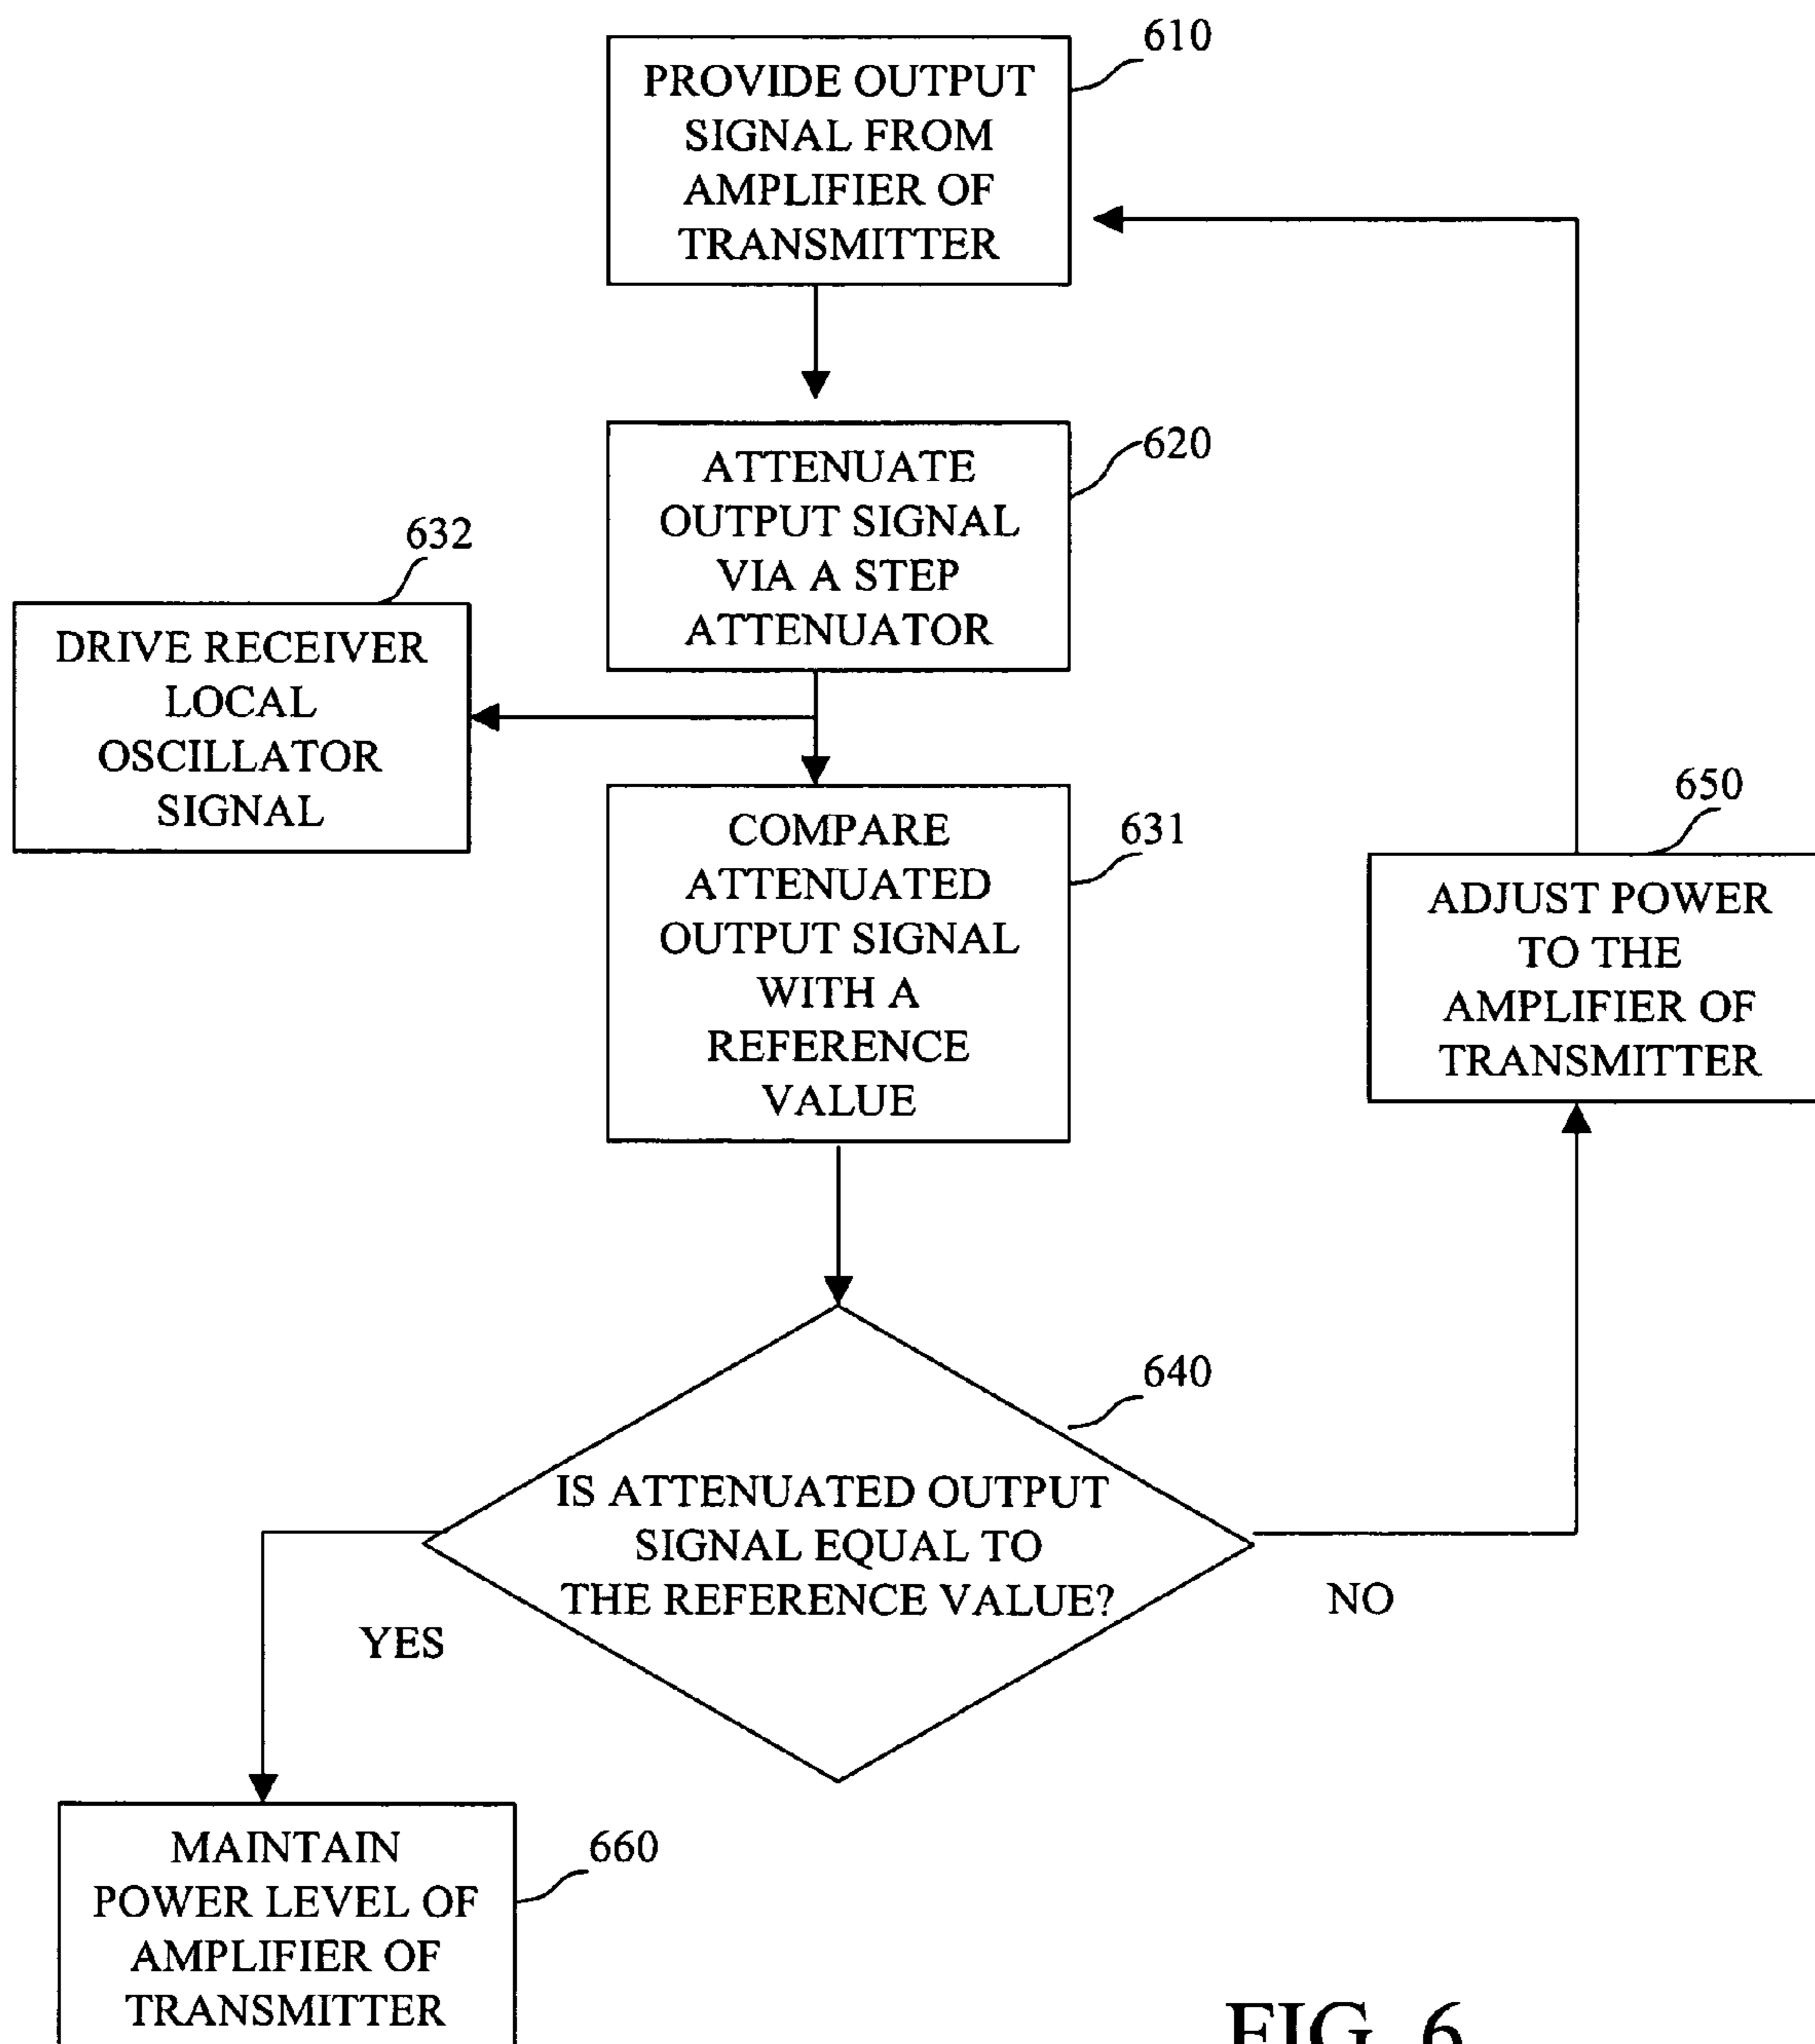 610
PROVIDE OUTPUT
SIGNAL FROM
AMPLIFIER OF
TRANSMITTER
620
ATTENUATE
OUTPUT SIGNAL
VIA A STEP
ATTENUATOR
632
DRIVE RECEIVER
LOCAL
OSCILLATOR
SIGNAL
631
COMPARE
ATTENUATED
OUTPUT SIGNAL
WITH A
REFERENCE
VALUE
650
ADJUST POWER
TO THE
AMPLIFIER OF
TRANSMITTER
640
IS ATTENUATED OUTPUT
SIGNAL EQUAL TO
THE REFERENCE VALUE?
NO
YES
660
MAINTAIN
POWER LEVEL OF
AMPLIFIER OF
TRANSMITTER
FIG. 6